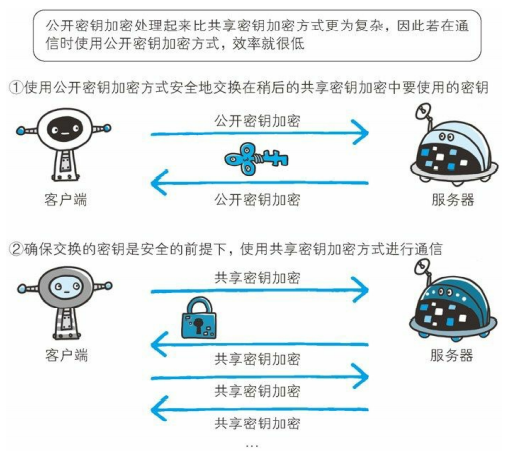 公开密钥加密处理起来比共享密钥加密方式更为复杂，因此若在通
信时使用公开密钥加密方式，效率就很低
①使用公开密钥加密方式安全地交换在稍后的共享密钥加密中要使用的密钥
公开密钥加密
公开密钥加密
客户端
服务器
②确保交换的密钥是安全的前提下，使用共享密钥加密方式进行通信
共享密钥加密
共享密钥加密
客户端
服务器
共享密钥加密
共享密钥加密
…